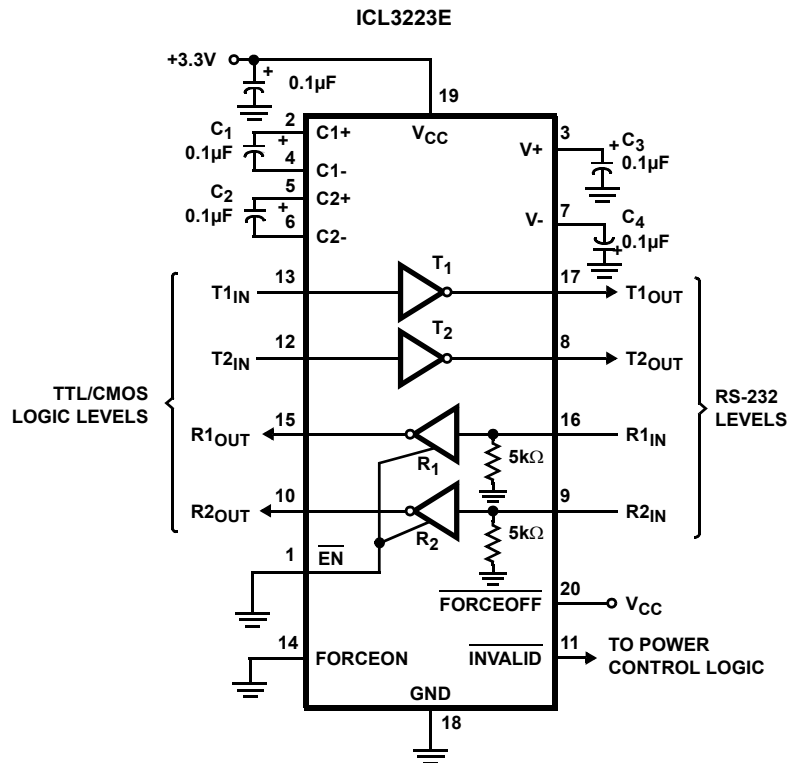 ICL3223E
+3.3V
+
0.1µF
19
2
C1+
VCC
3
C1
0.1µF
+
4
C1-
V+
+
C3
0.1µF
5
C2+
C2
0.1µF
+
6
C2-
7
V-
C4
0.1µF
+
T1
13
17
T1IN
T1OUT
T2
12
8
T2IN
T2OUT
TTL/CMOS
LOGIC LEVELS
RS-232
LEVELS
15
16
R1OUT
R1IN
R1
5kΩ
10
9
R2OUT
R2IN
R2
5kΩ
1
EN
20
FORCEOFF
VCC
14
FORCEON
11
INVALID
TO POWER
CONTROL LOGIC
GND
18